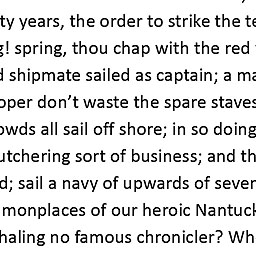 ty years, the order to strike the te
g! spring, thou chap with the red
d shipmate sailed as captain; a ma
oper don’t waste the spare staves
owds all sail off shore; in so doing
utchering sort of business; and th
d; sail a navy of upwards of seven
monplaces of our heroic Nantuck
haling no famous chronicler? Wh